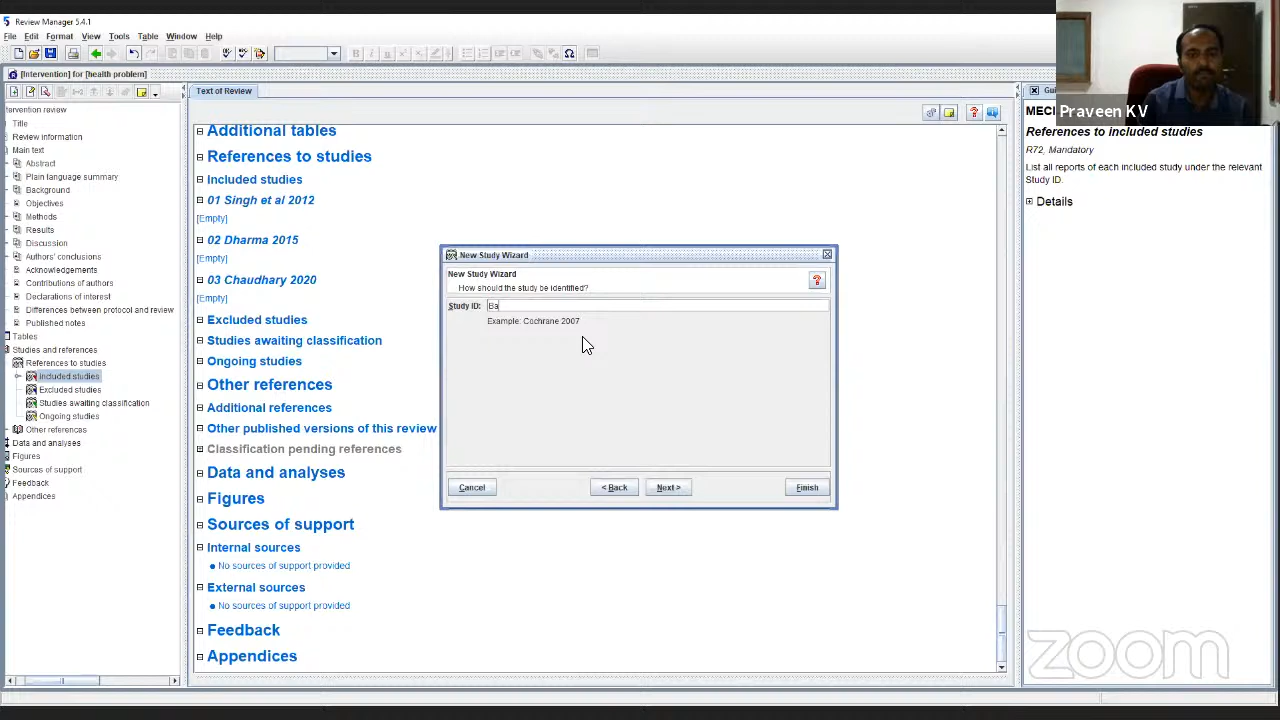 Review Manager 5.4.1
File Edit Format View Tools Table Window Help
[Intervention] for [health problem]
Text of Review
tervention review
Title
Review information
Main text
Abstract
Plain language summary
Background
Objectives
Methods
Results
Discussion
Authors' conclusions
Acknowledgements
Contributions of authors
Declarations of interest
Differences between protocol and review
Published notes
Tables
Studies and references
References to studies
Included studies
Excluded studies
Studies awaiting classification
Ongoing studies
Other references
Data and analyses
Figures
Sources of support
Feedback
Appendices
Additional tables
References to studies
Included studies
01 Singh et al 2012
[Empty]
02 Dharma 2015
[Empty]
03 Chaudhary 2020
[Empty]
Excluded studies
Studies awaiting classification
Ongoing studies
Other references
Additional references
Other published versions of this review
Classification pending references
Data and analyses
Figures
Sources of support
Internal sources
No sources of support provided
External sources
No sources of support provided
Feedback
Appendices
New Study Wizard
New Study Wizard
How should the study be identified?
Study ID: Ba
Example: Cochrane 2007
Cancel
< Back
Next >
Finish
Gui
MECI
References to included studies
R72, Mandatory
List all reports of each included study under the relevant
Study ID.
Details
Praveen KV
zoom